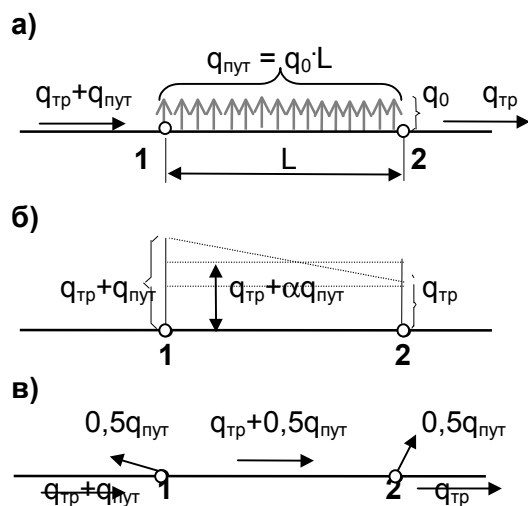 а)
qпут = q0·L
qтр+qпут
q0
qтр
1
L
2
б)
qтр+qпут
qтр+αqпут
qтр
1
2
в)
0,5qпут
qтр+0,5qпут
0,5qпут
1
2
qтр+qпут
qтр